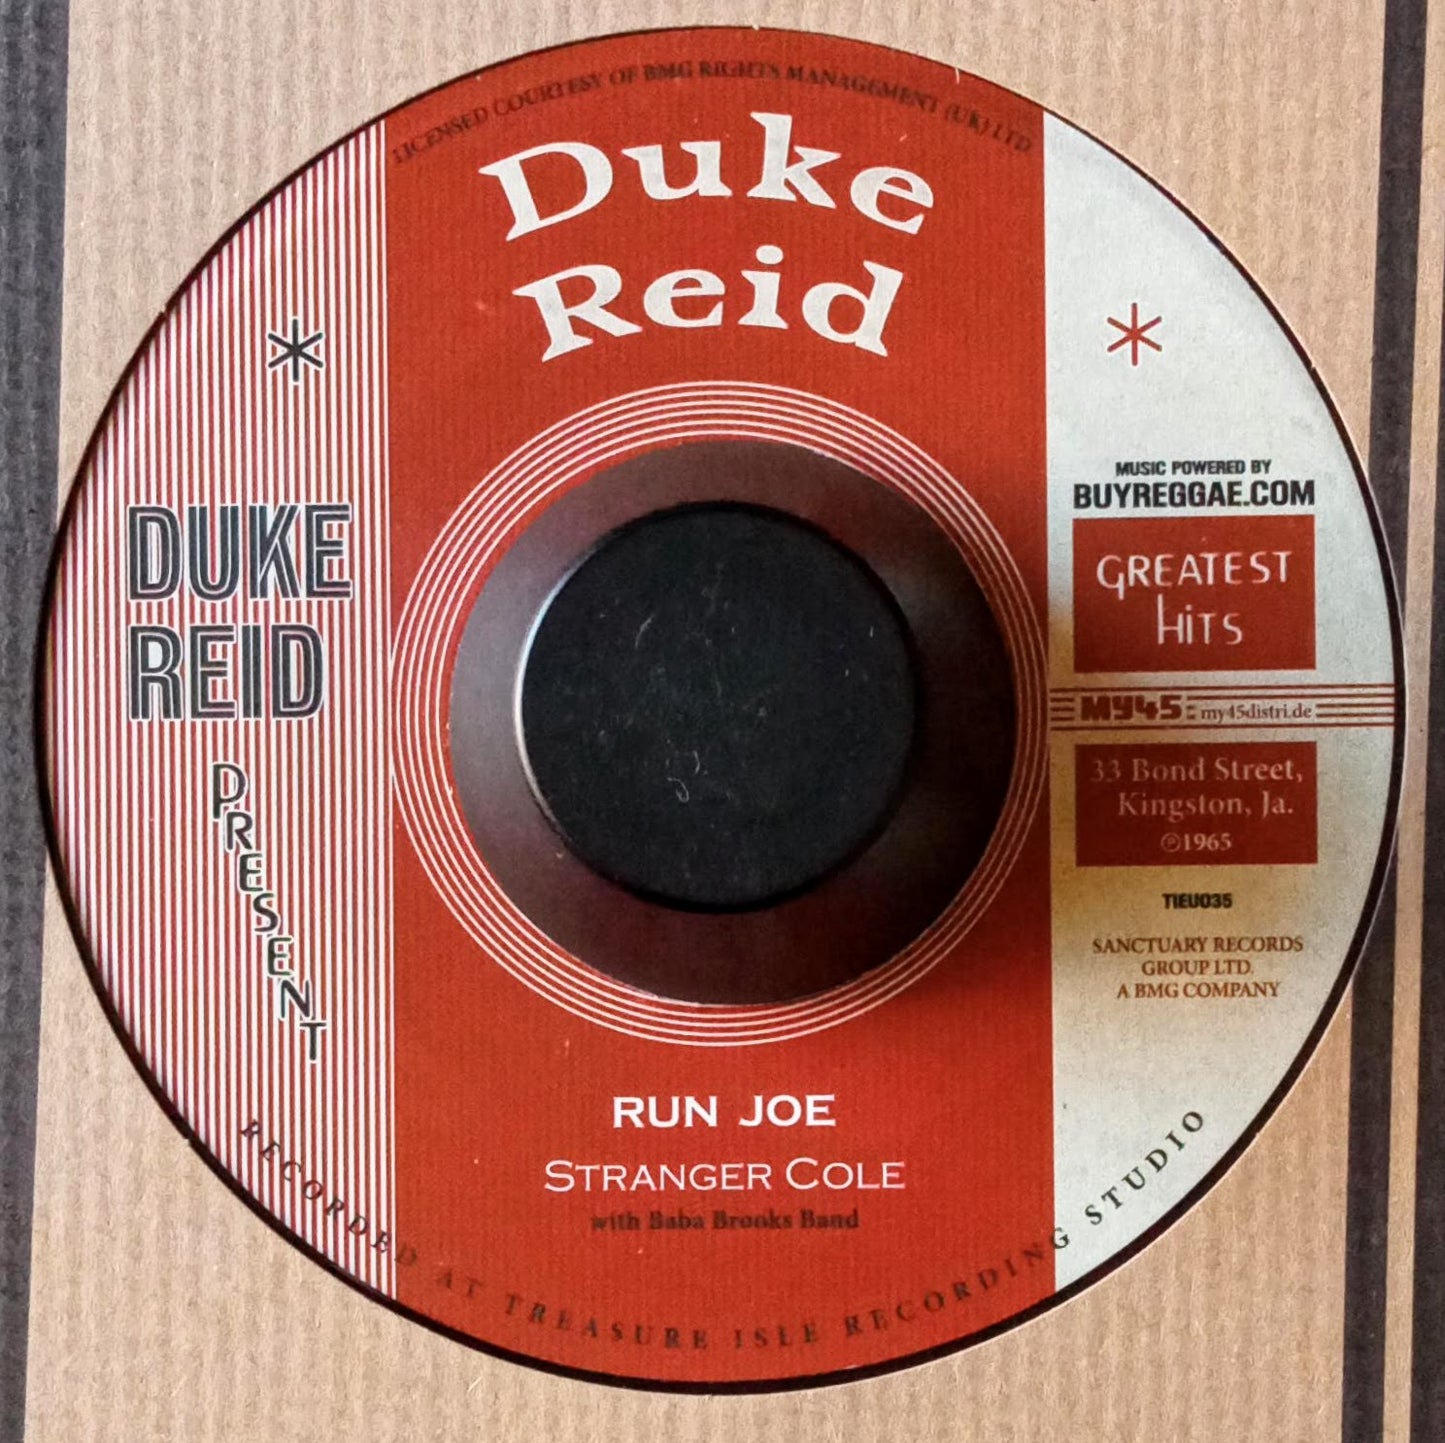 LICENSED COURTESY OF BMG RIGHTS MANAGEMENT (UK) LTD
Duke
Reid
DUKE
REID
PRESENT
MUSIC POWERED BY
BUYREGGAE.COM
GREATEST
HITS
MY45: my45distri.de
33 Bond Street,
Kingston, Ja.
℗1965
TIEU035
SANCTUARY RECORDS
GROUP LTD.
A BMG COMPANY
RUN JOE
STRANGER COLE
with Baba Brooks Band
RECORDED AT TREASURE ISLE RECORDING STUDIO